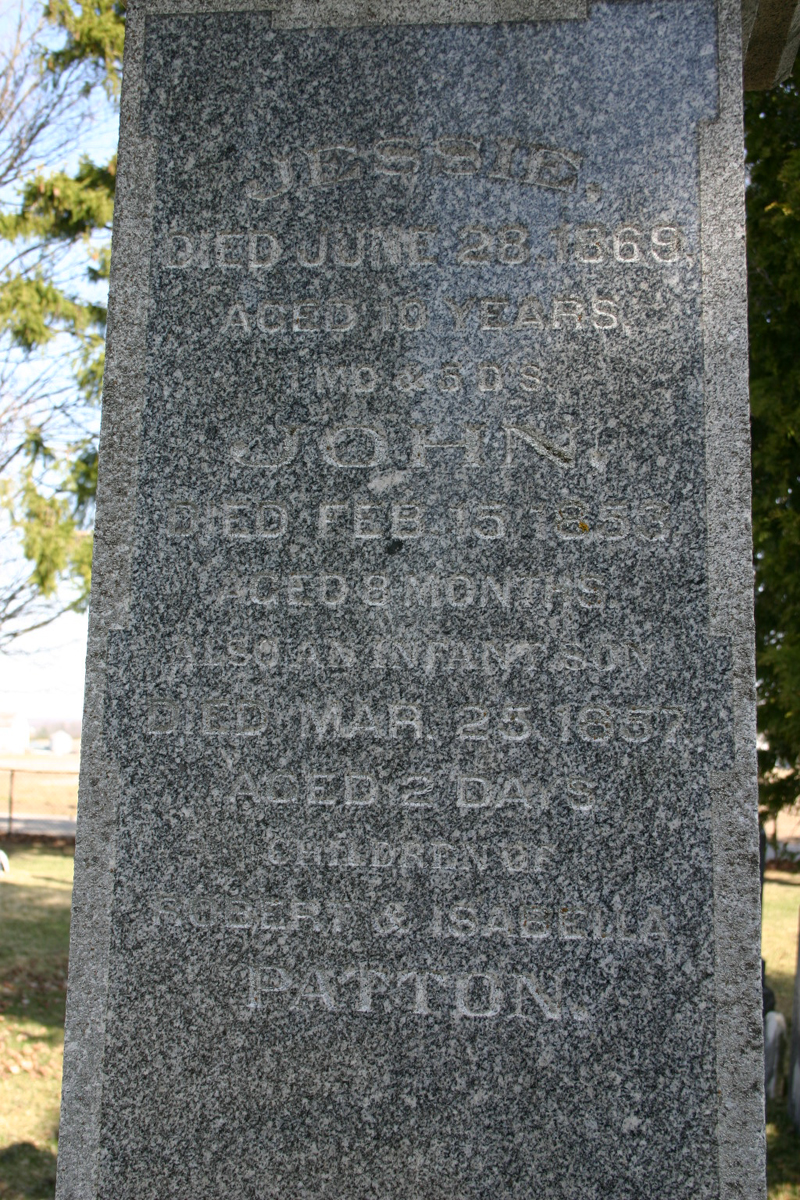 JESSIE.
DIED JUNE 28. 1869,
AGED 10 YEARS,
1 MO. & 5 D'S.
JOHN.
DIED FEB. 15, 1853
AGED 8 MONTHS.
ALSO AN INFANT SON
DIED MAR. 25, 1857,
AGED 2 DAYS
CHILDREN OF
ROBERT & ISABELLA
PATTON.